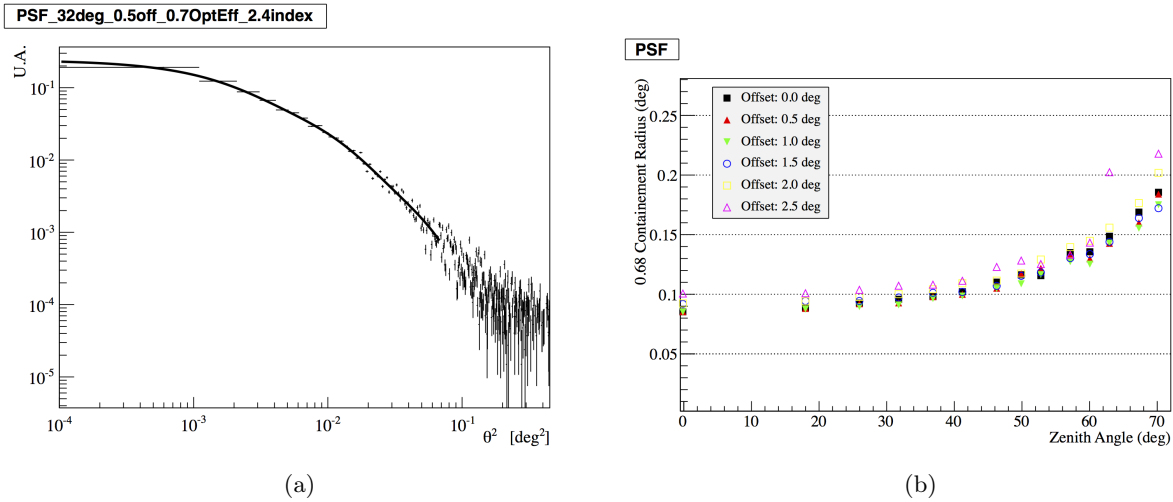 PSF_32deg_0.5off_0.7OptEff_2.4index
U.A.
10⁻¹
10⁻²
10⁻³
10⁻⁴
10⁻⁵
10⁻⁴ 10⁻³ 10⁻² 10⁻¹
θ² [deg²]
(a)
PSF
0.68 Containement Radius (deg)
Offset: 0.0 deg
Offset: 0.5 deg
Offset: 1.0 deg
Offset: 1.5 deg
Offset: 2.0 deg
Offset: 2.5 deg
0.25
0.2
0.15
0.1
0.05
0 10 20 30 40 50 60 70
Zenith Angle (deg)
(b)